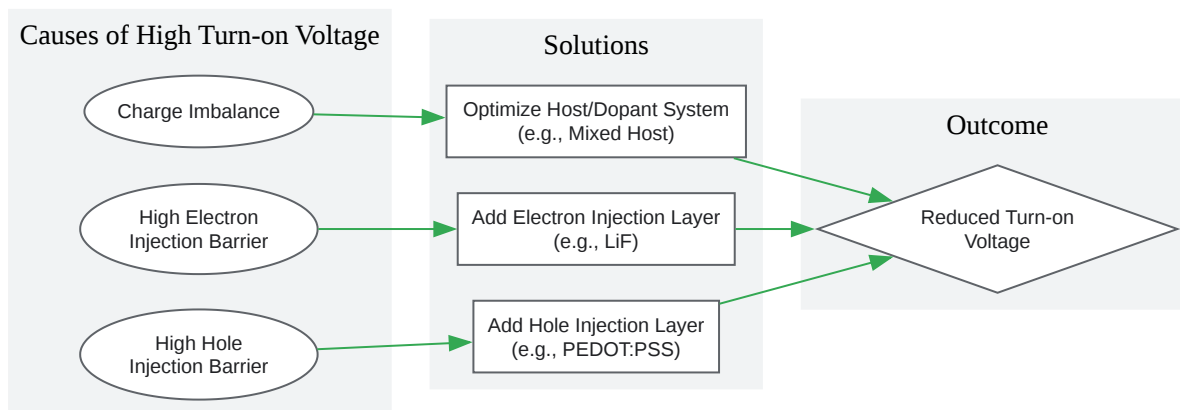 Causes of High Turn-on Voltage
Charge Imbalance
High Electron
Injection Barrier
High Hole
Injection Barrier
Solutions
Optimize Host/Dopant System
(e.g., Mixed Host)
Add Electron Injection Layer
(e.g., LiF)
Add Hole Injection Layer
(e.g., PEDOT:PSS)
Outcome
Reduced Turn-on
Voltage